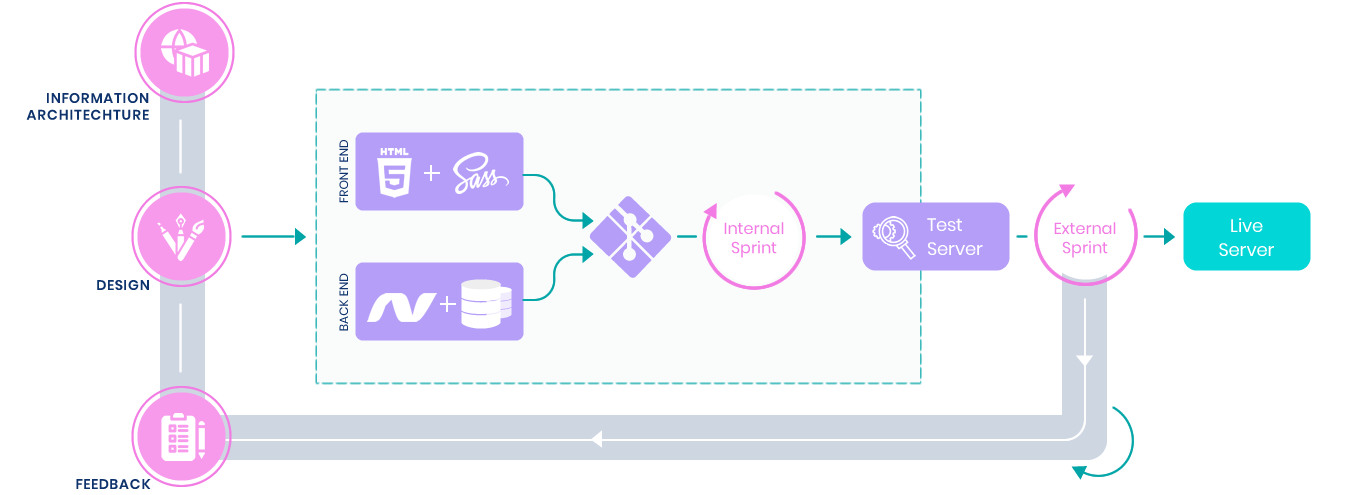 INFORMATION
ARCHITECHTURE
DESIGN
FEEDBACK
FRONT END
HTML
5
+
Sass
BACK END
+
Internal
Sprint
Test
Server
External
Sprint
Live
Server